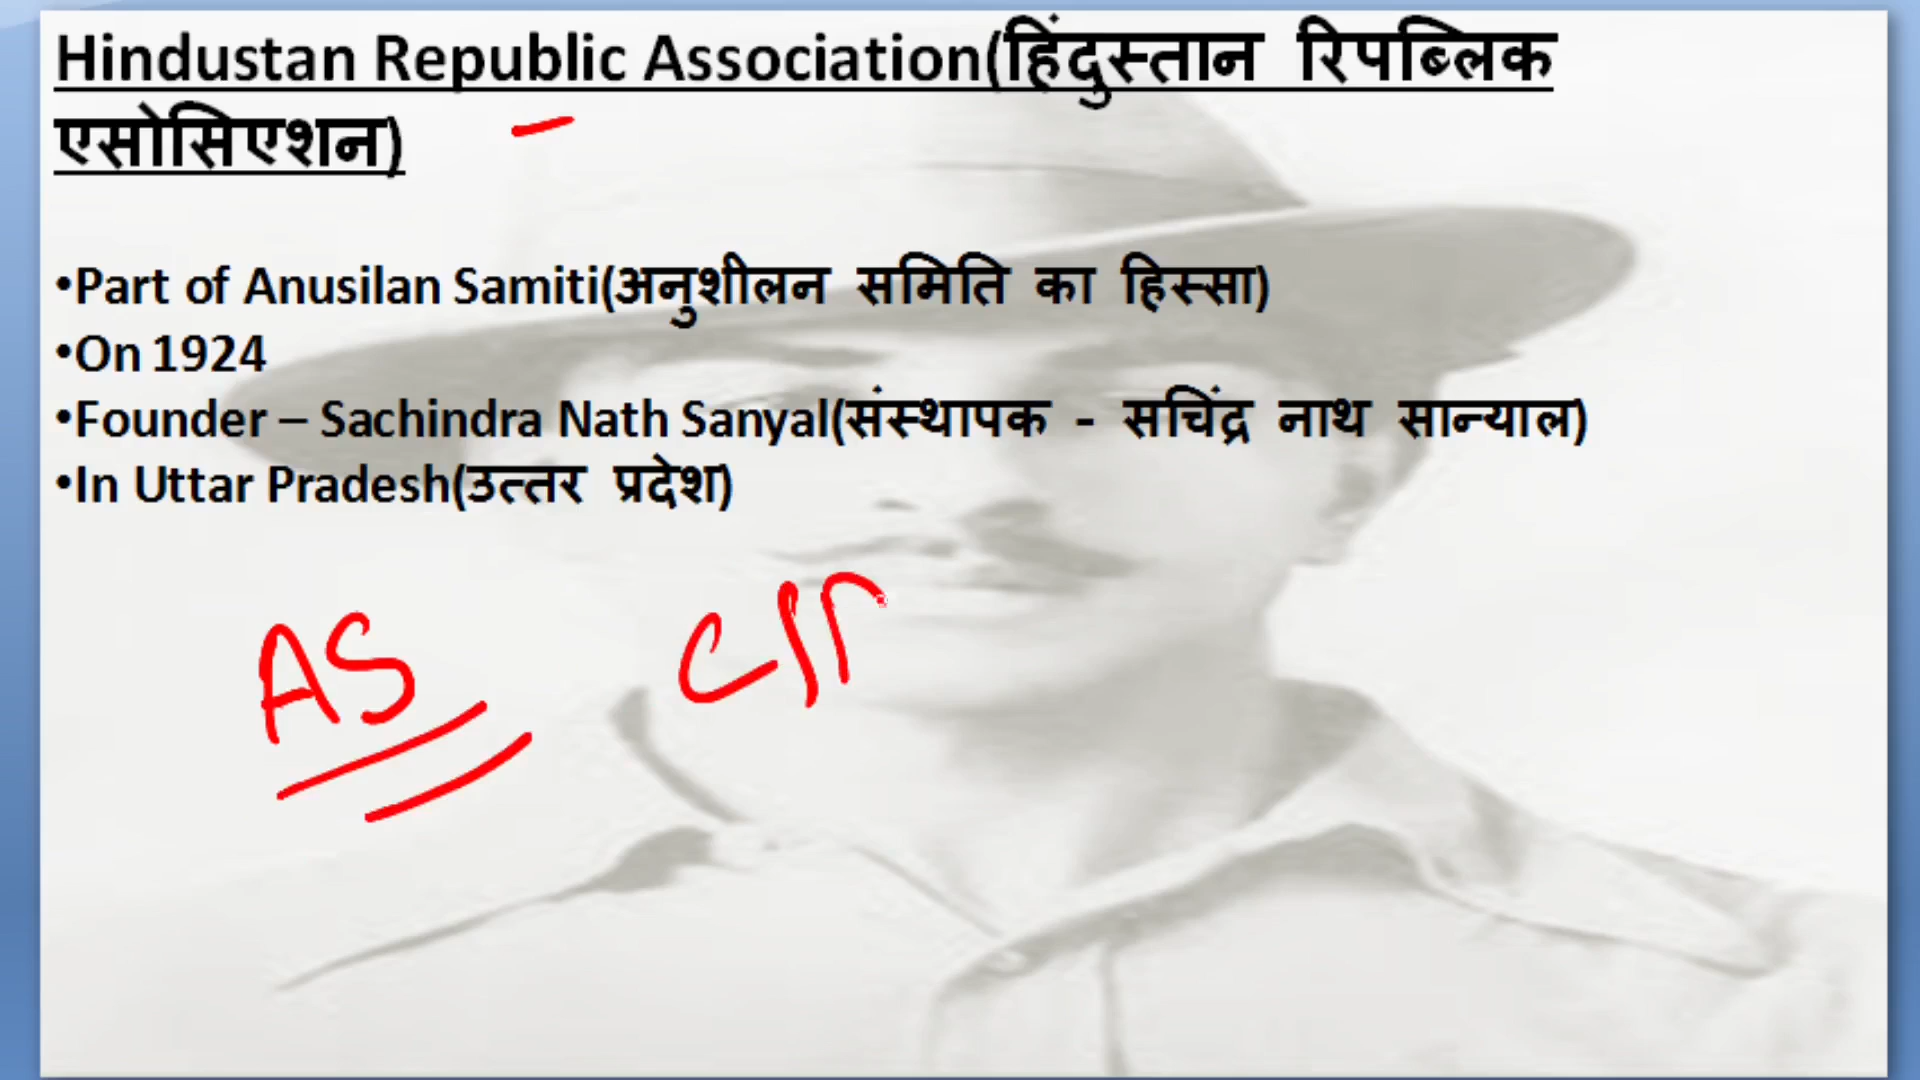 Hindustan Republic Association(हिंदुस्तान रिपब्लिक
एसोसिएशन)
•Part of Anusilan Samiti(अनुशीलन समिति का हिस्सा)
•On 1924
•Founder – Sachindra Nath Sanyal(संस्थापक - सचिंद्र नाथ सान्याल)
•In Uttar Pradesh(उत्तर प्रदेश)
AS